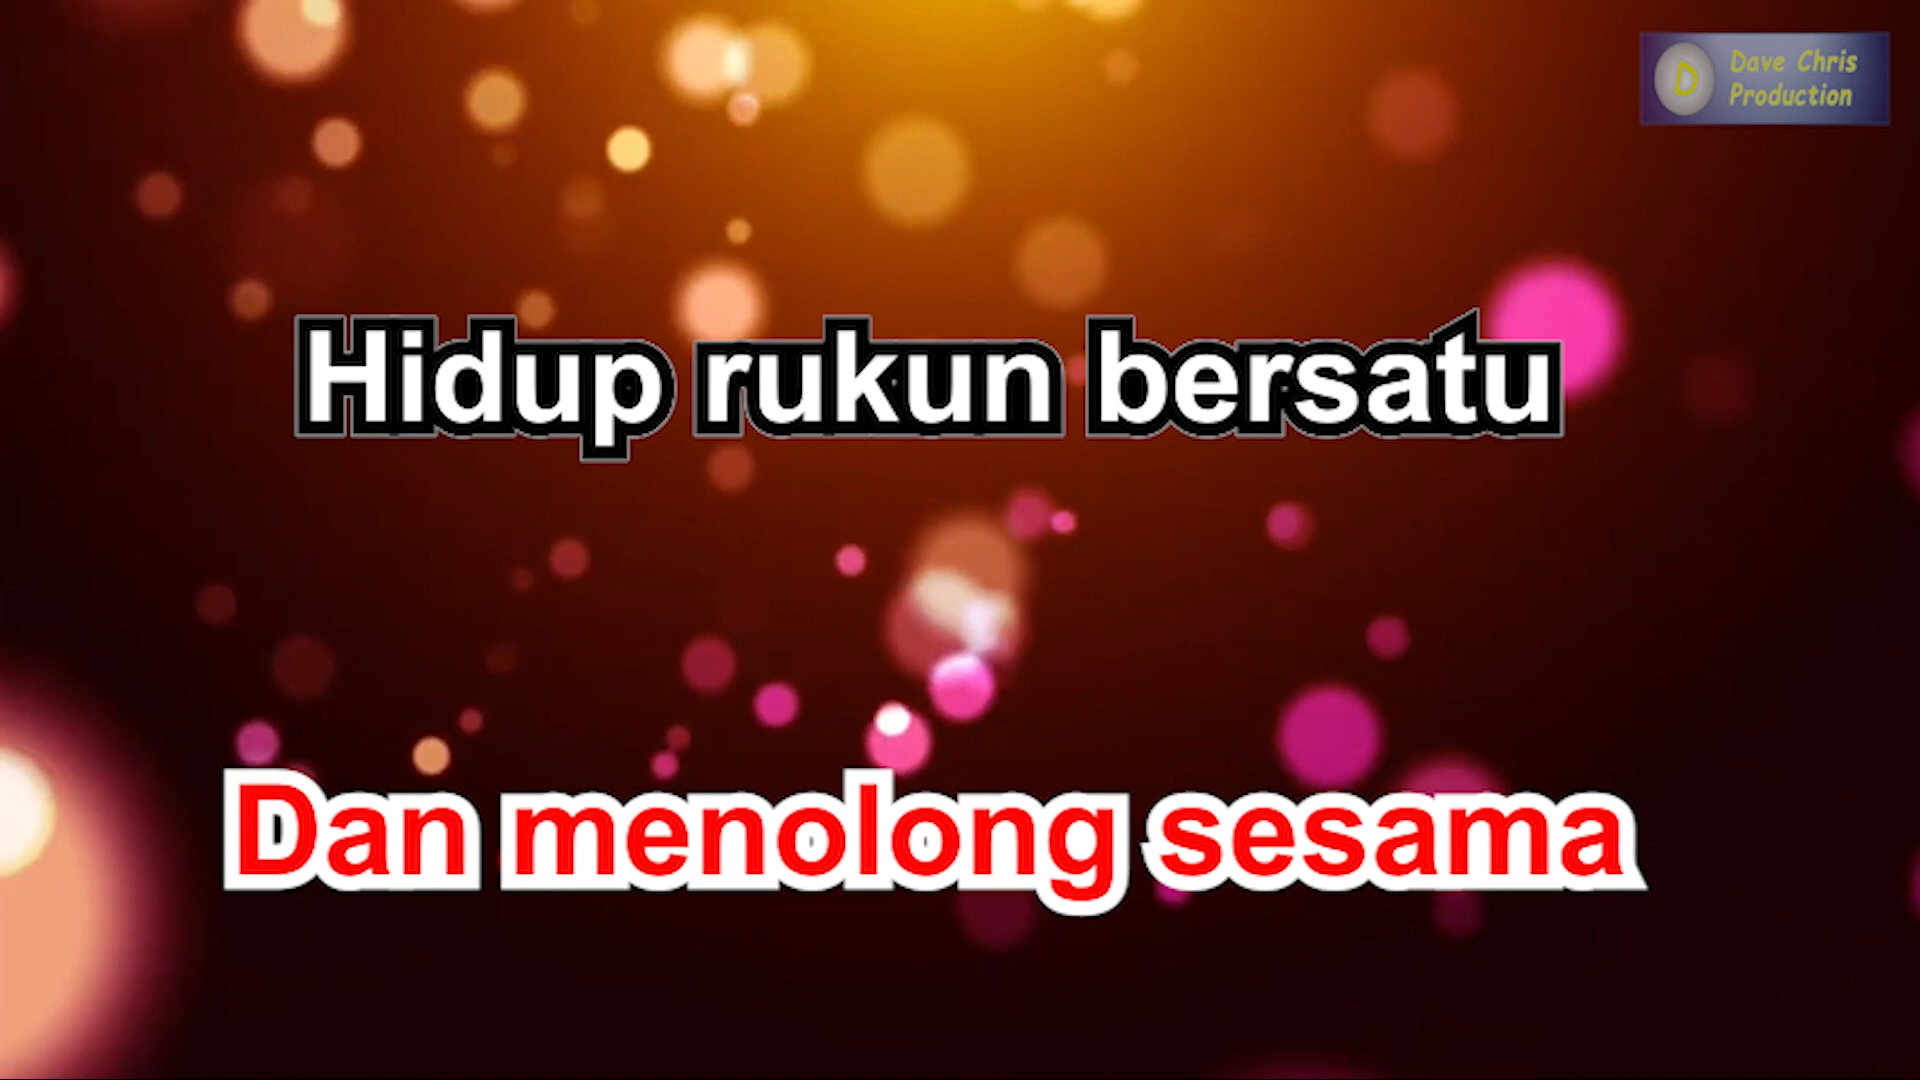 Dave Chris
Production
D
Hidup rukun bersatu
Dan menolong sesama